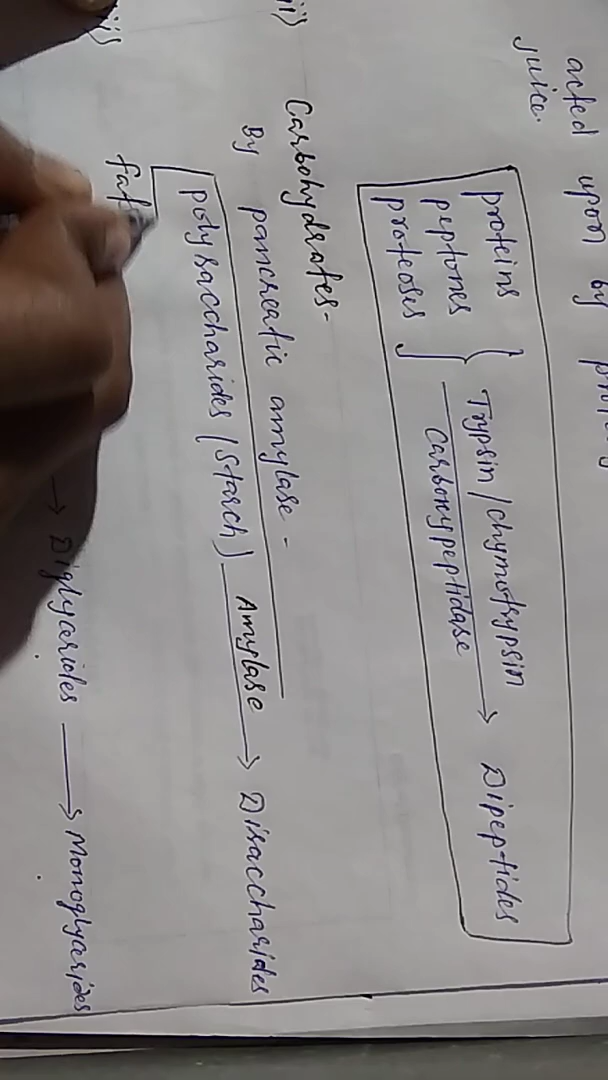 acted upon by
juice.
proteins
peptones
proteoses
Trypsin/chymotrypsin
carboxypeptidase
→ Dipeptides
ii) Carbohydrates-
By pancreatic amylase-
polysaccharides (starch) Amylase → Disaccharides
fat
→ Diglycerides → Monoglycerides